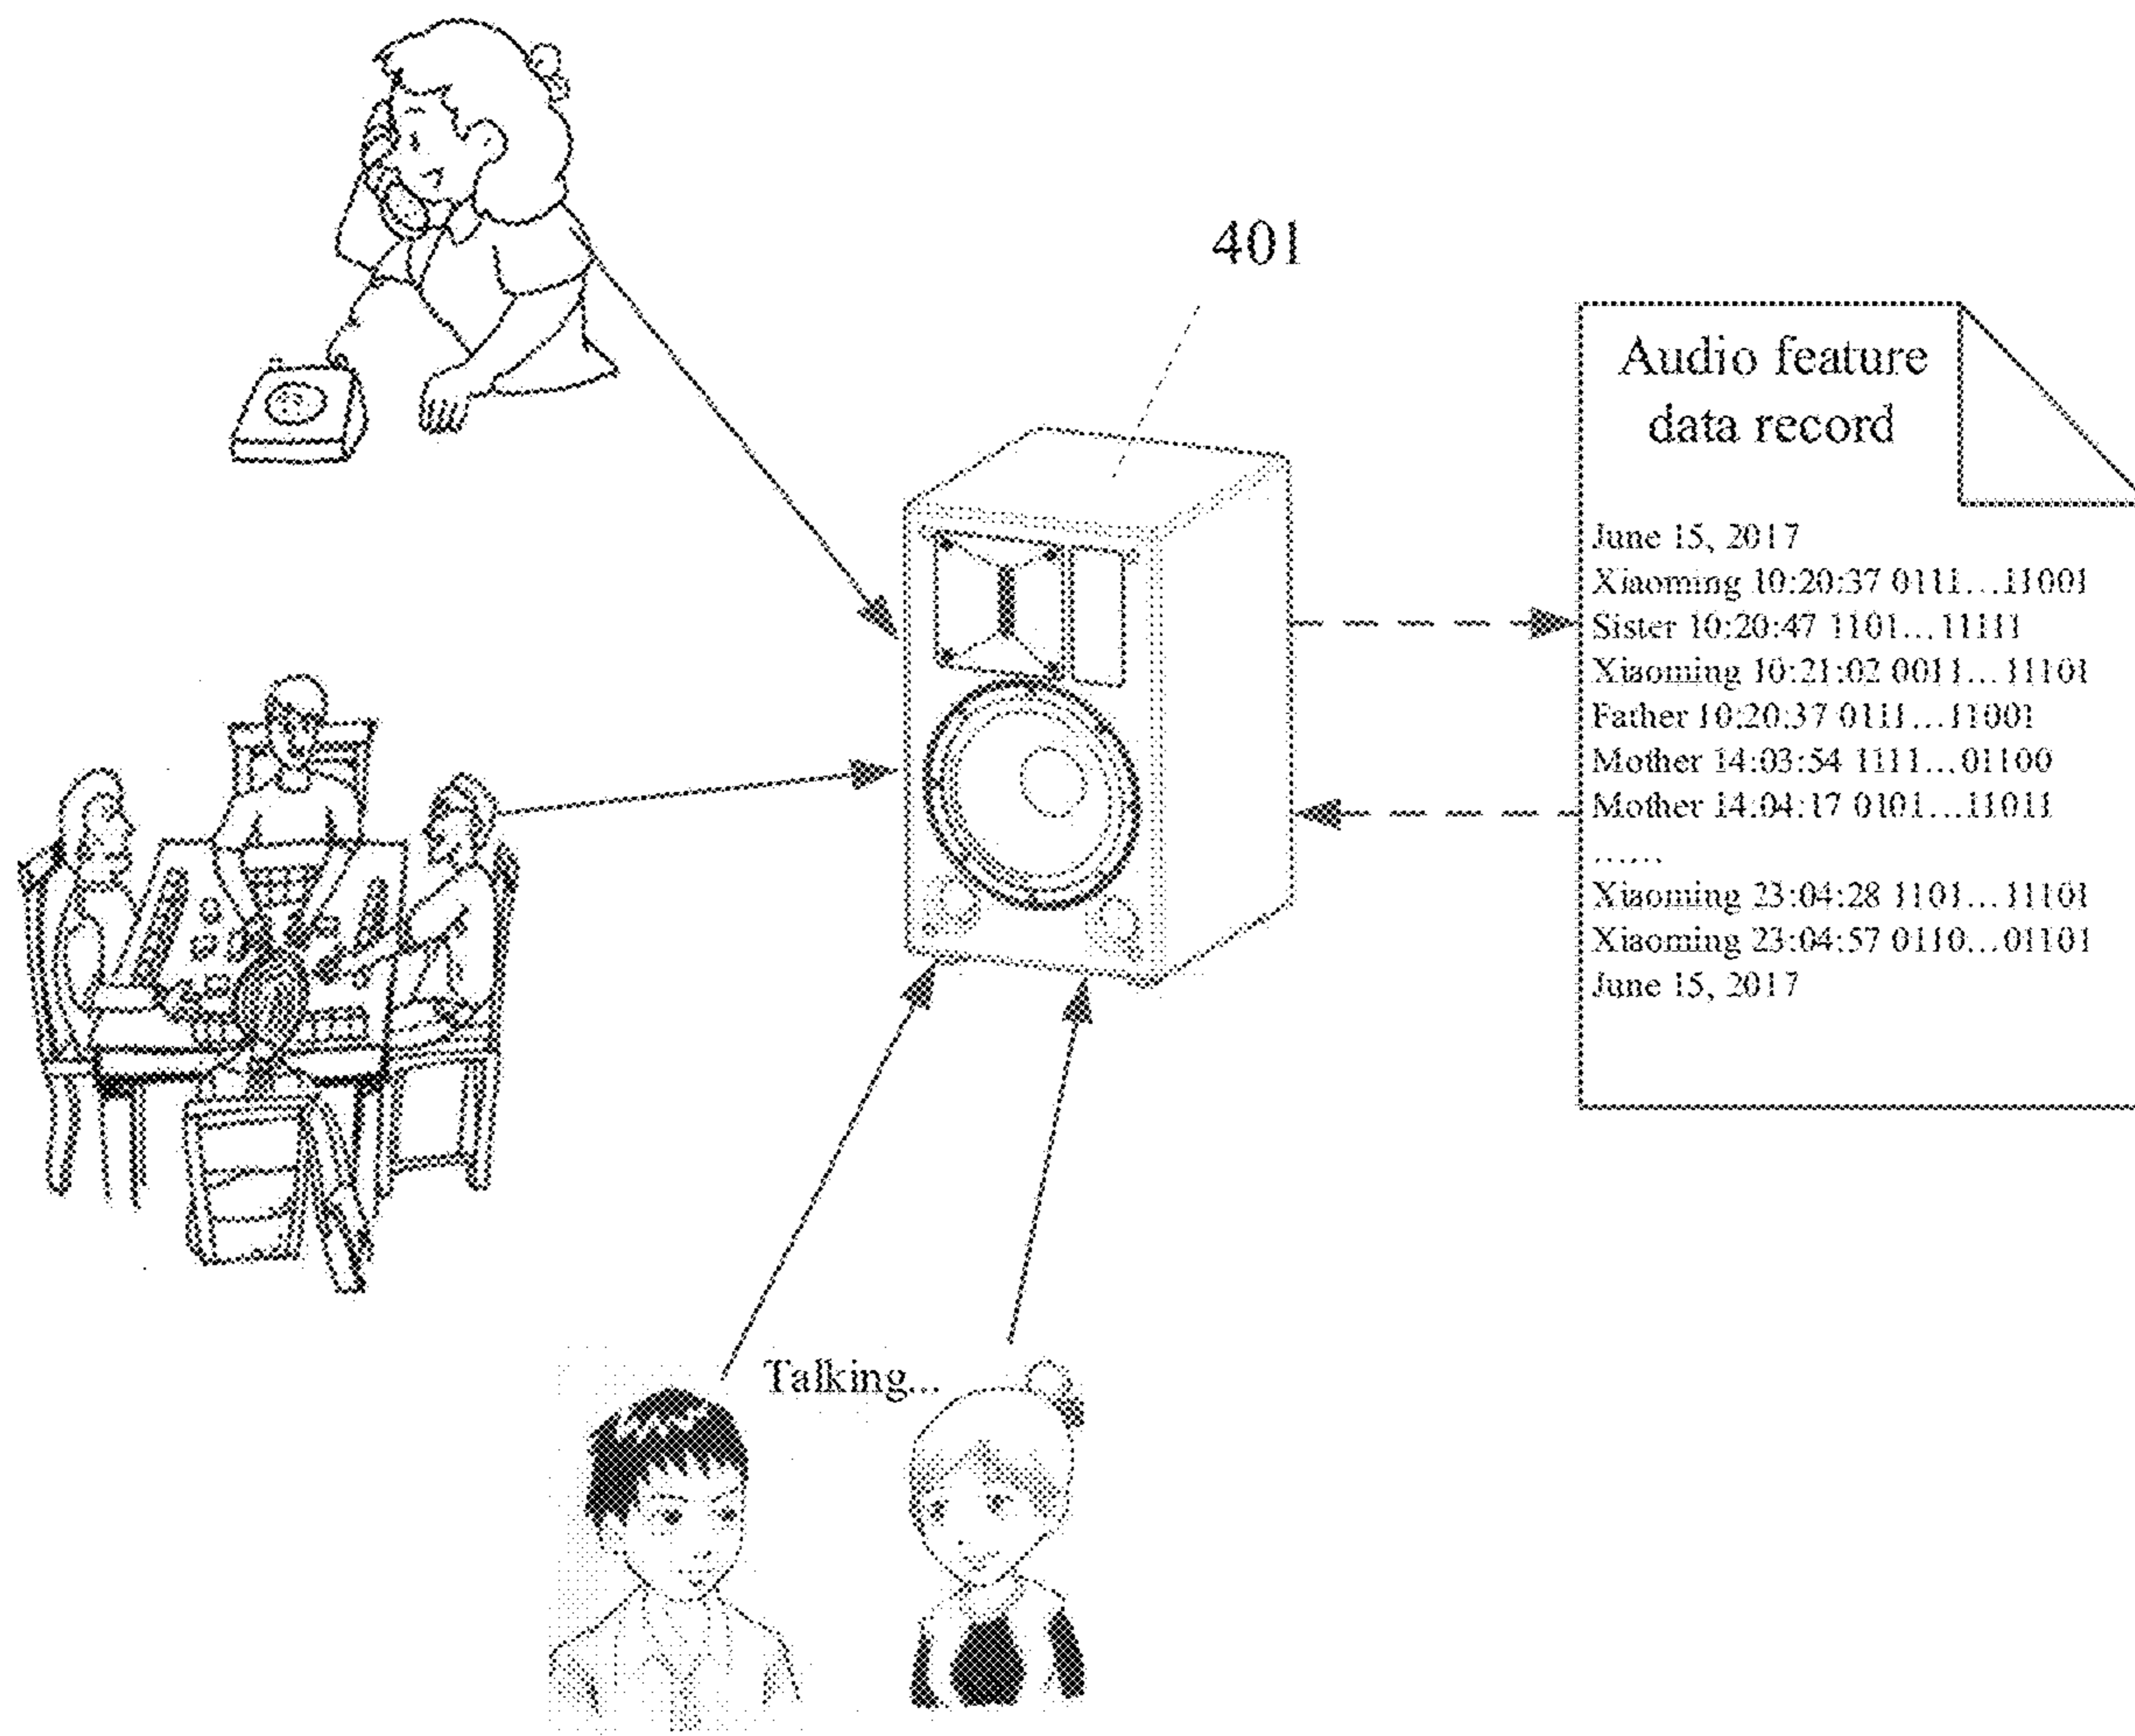 401
Audio feature
data record
June 15, 2017
Xiaoming 10:20:37 0111...11001
Sister 10:20:47 1101...11111
Xiaoming 10:21:02 0011...11101
Father 10:20:37 0111...11001
Mother 14:03:54 1111...01100
Mother 14:04:17 0101...11011
......
Xiaoming 23:04:28 1101...11101
Xiaoming 23:04:57 0110...01101
June 15, 2017
Talking...